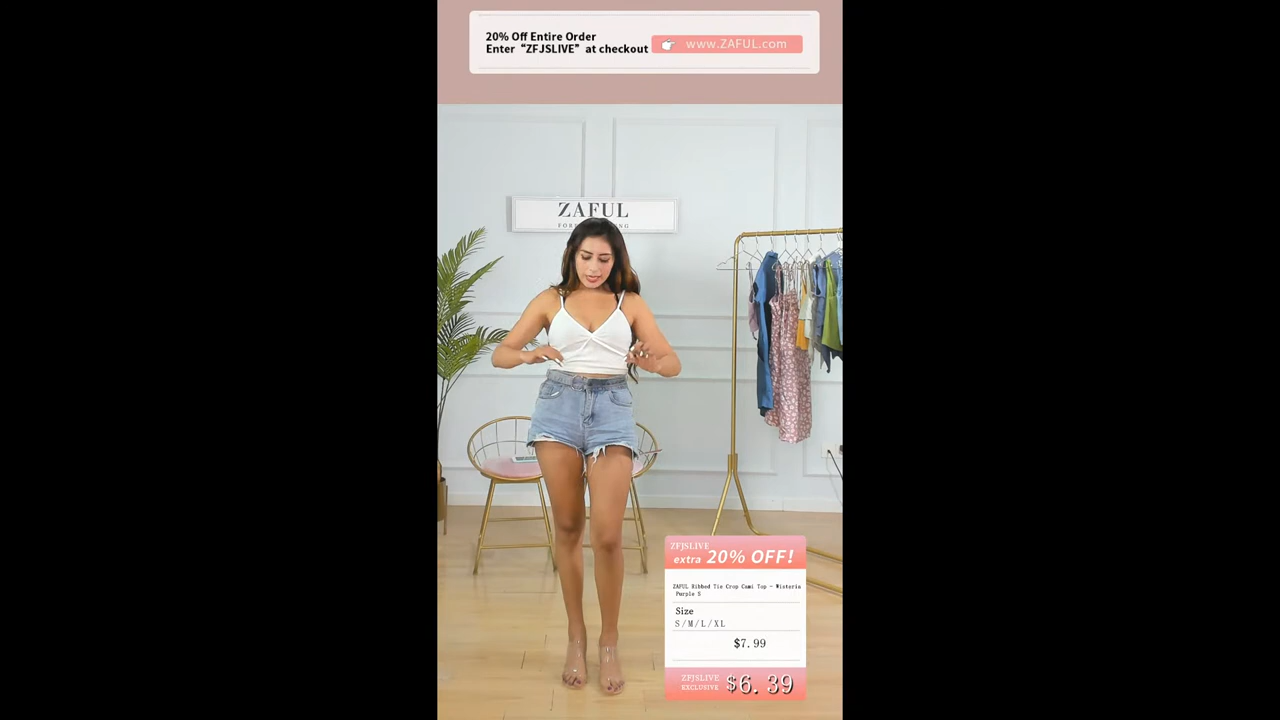 20% Off Entire Order
Enter “ZFJSLIVE” at checkout
www.ZAFUL.com
ZAFUL
ZFJSLIVE
extra 20% OFF!
ZAFUL Ribbed Tie Crop Cami Top - Wisteria
Purple S
Size
S/M/L/XL
$7.99
ZFJSLIVE
EXCLUSIVE
$6.39